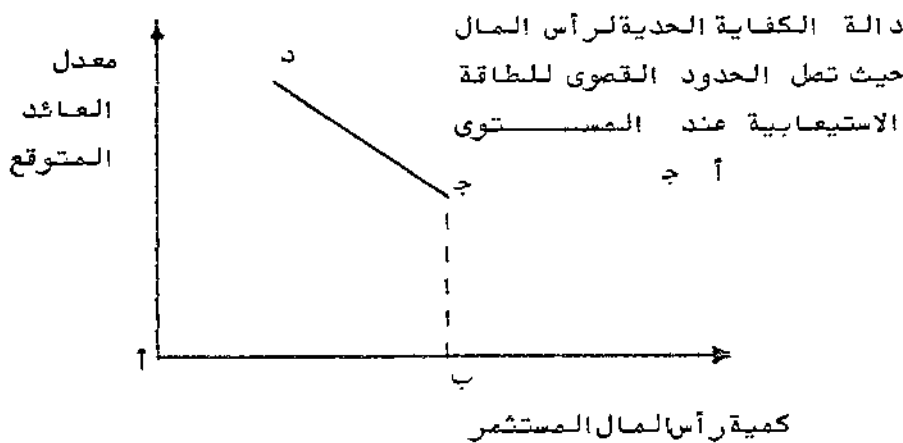 دالة الكفاية الحدية لرأس المال
حيث تصل الحدود القصوى للطاقة
الاستيعابية عند المستوى
أ ج
معدل
العائد
المتوقع
د
ج
أ
ب
كمية رأس المال المستثمر